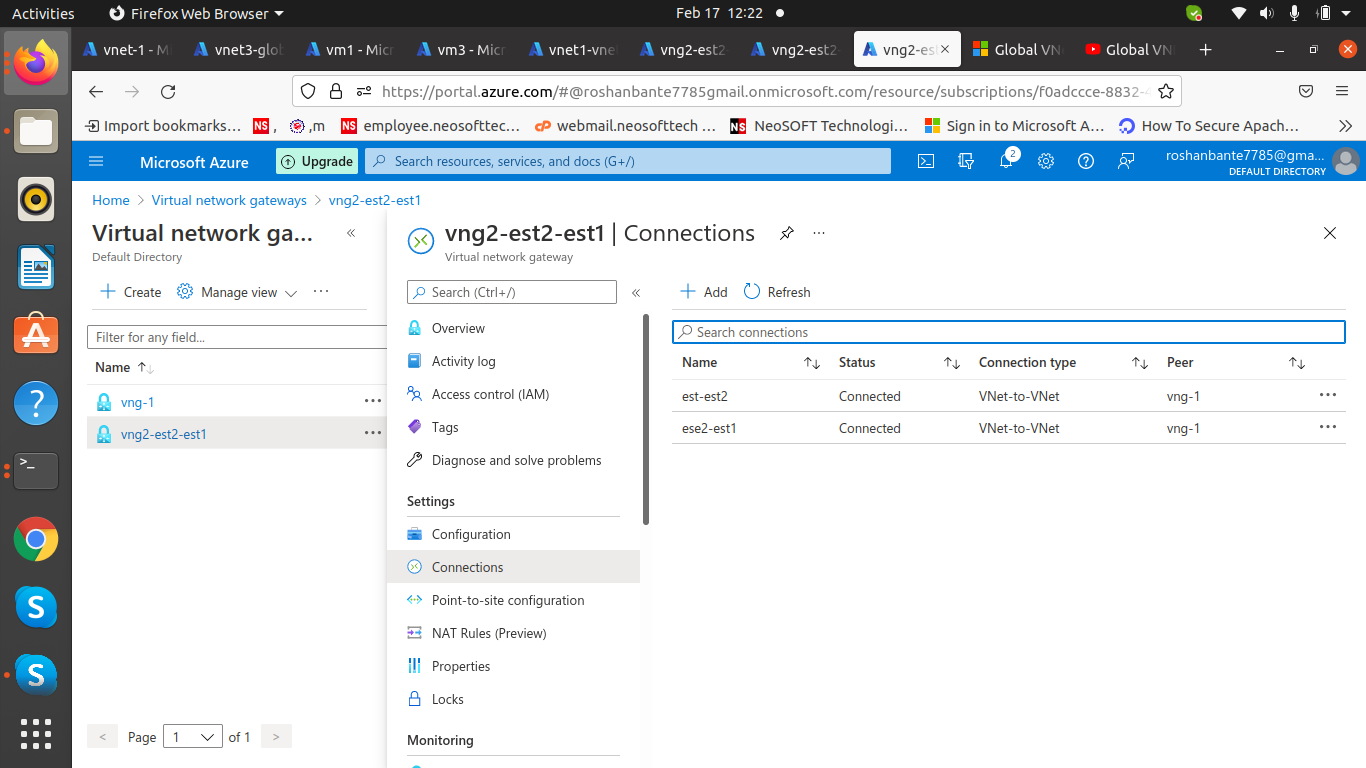 Activities
Firefox Web Browser
Feb 17 12:22
vnet-1 - Mi
vnet3-glob
vm1 - Micr
vm3 - Micr
vnet1-vne
vng2-est2
vng2-est2-
vng2-es
Global VN
Global VN
https://portal.azure.com/#@roshanbante7785gmail.onmicrosoft.com/resource/subscriptions/f0adccce-8832-4
Import bookmarks...
NS ,
,m
NS employee.neosofttec...
cP webmail.neosofttech ...
NS NeoSOFT Technologi...
Sign in to Microsoft A...
How To Secure Apach...
Microsoft Azure
Upgrade
Search resources, services, and docs (G+/)
2
roshanbante7785@gma...
DEFAULT DIRECTORY
Home > Virtual network gateways > vng2-est2-est1
Virtual network ga...
Default Directory
Create
Manage view
Filter for any field...
Name
vng-1
vng2-est2-est1
< Page 1 of 1 >
vng2-est2-est1 | Connections
Virtual network gateway
Search (Ctrl+/)
Overview
Activity log
Access control (IAM)
Tags
Diagnose and solve problems
Settings
Configuration
Connections
Point-to-site configuration
NAT Rules (Preview)
Properties
Locks
Monitoring
Add
Refresh
Search connections
Name Status Connection type Peer
est-est2 Connected VNet-to-VNet vng-1
ese2-est1 Connected VNet-to-VNet vng-1